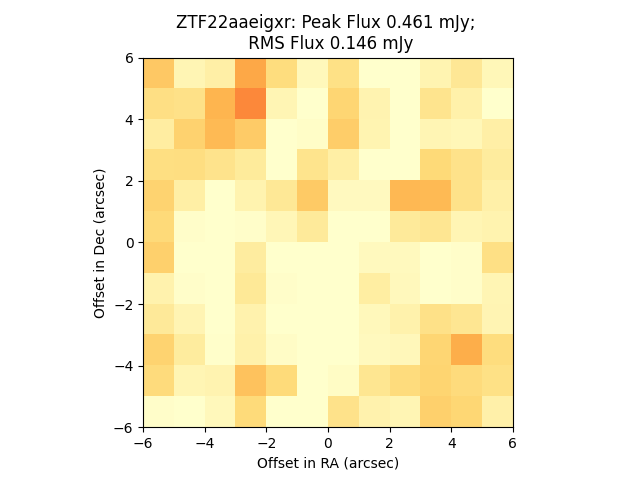 ZTF22aaeigxr: Peak Flux 0.461 mJy;
RMS Flux 0.146 mJy
6
4
2
0
−2
−4
−6
Offset in Dec (arcsec)
−6 −4 −2 0 2 4 6
Offset in RA (arcsec)